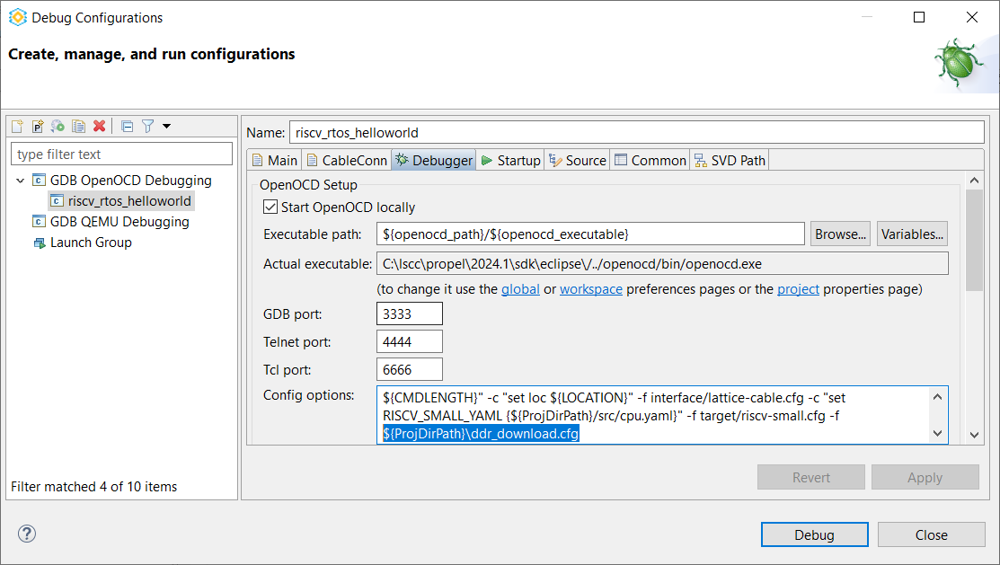 Debug Configurations
Create, manage, and run configurations
type filter text
GDB OpenOCD Debugging
riscv_rtos_helloworld
GDB QEMU Debugging
Launch Group
Filter matched 4 of 10 items
Name: riscv_rtos_helloworld
Main CableConn Debugger Startup Source Common SVD Path
OpenOCD Setup
Start OpenOCD locally
Executable path: ${openocd_path}/${openocd_executable} Browse... Variables...
Actual executable: C:\lscc\propel\2024.1\sdk\eclipse\/../openocd/bin/openocd.exe
(to change it use the global or workspace preferences pages or the project properties page)
GDB port: 3333
Telnet port: 4444
Tcl port: 6666
Config options: ${CMDLENGTH}" -c "set loc ${LOCATION}" -f interface/lattice-cable.cfg -c "set
RISCV_SMALL_YAML {${ProjDirPath}/src/cpu.yaml}" -f target/riscv-small.cfg -f
${ProjDirPath}\ddr_download.cfg
Revert Apply
Debug Close